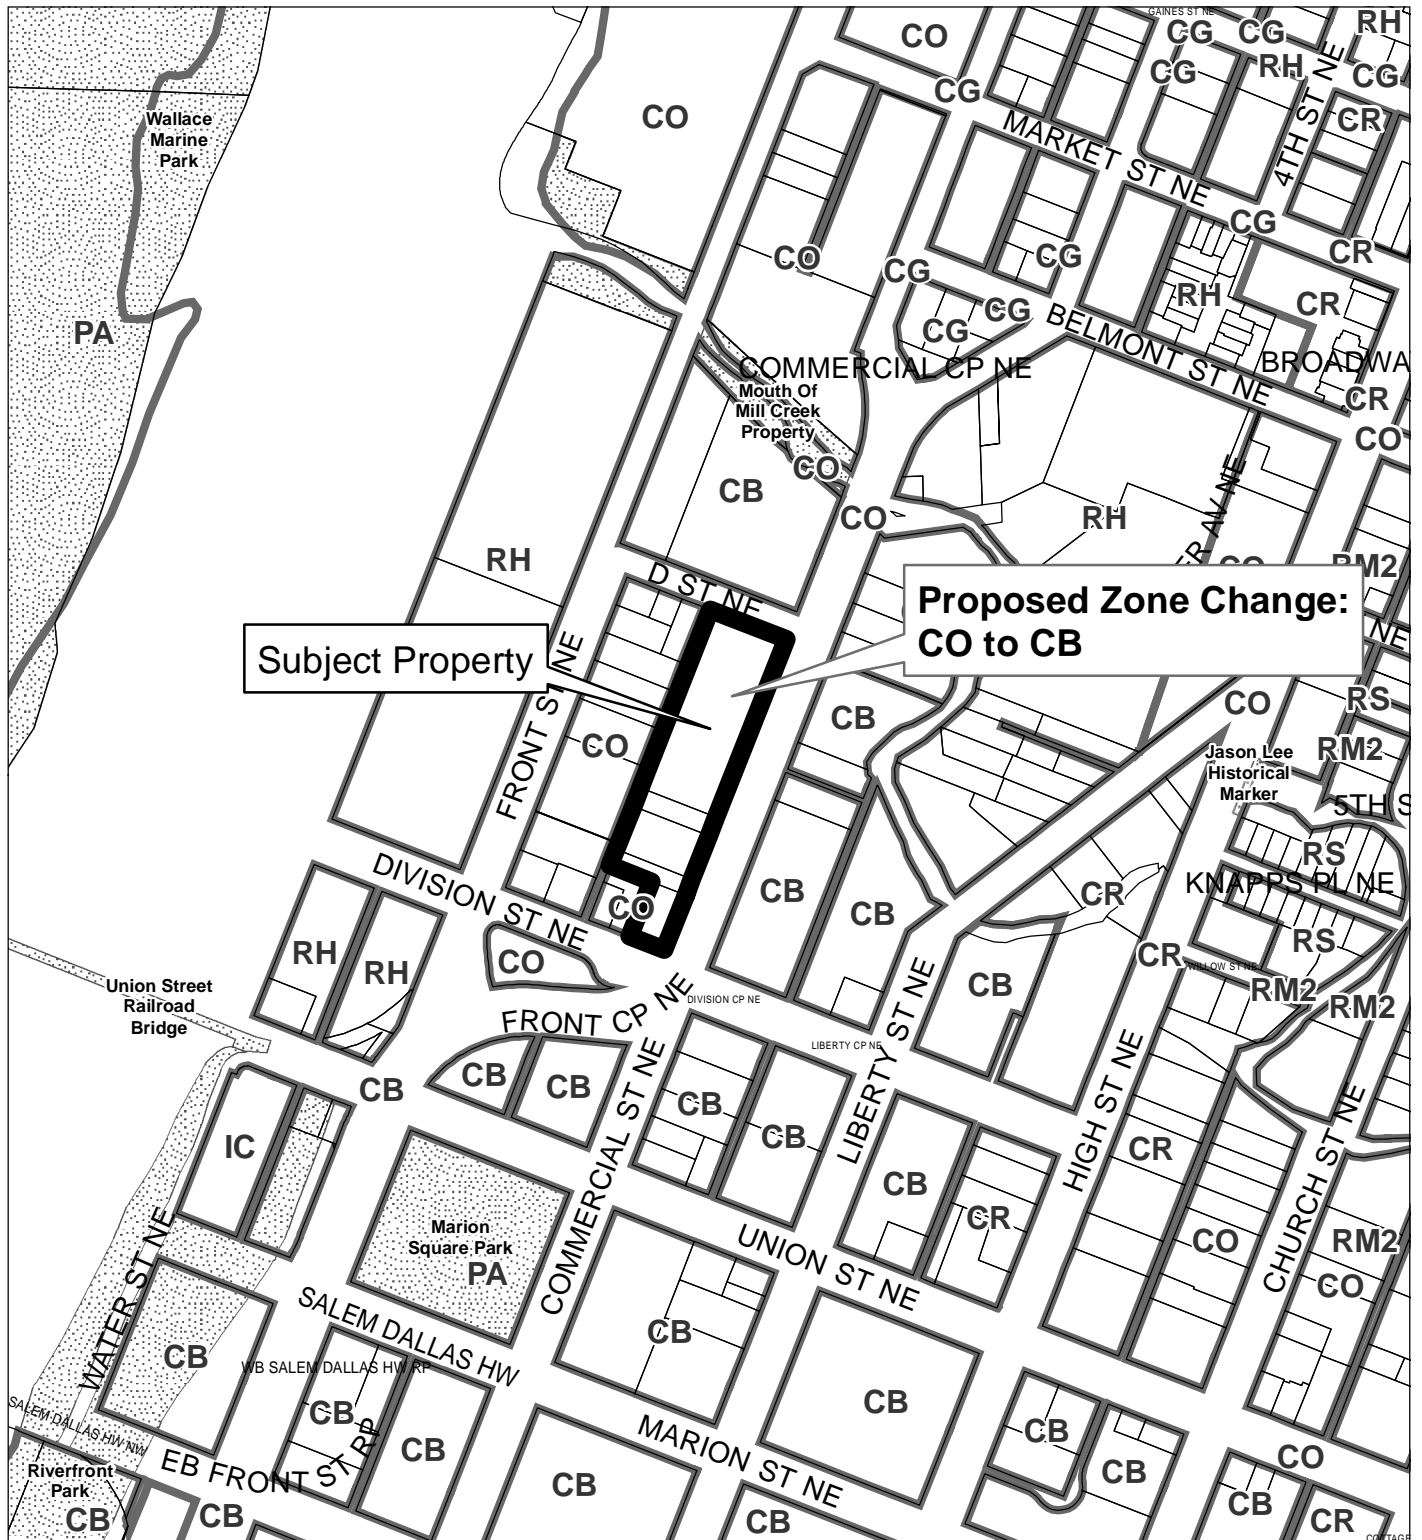 GAINES ST NE
CO
CG
CG
RH
CG
RH
CG
CG
CO
CR
4TH ST NE
Wallace
Marine
Park
MARKET ST NE
CG
CR
CO
CG
CG
RH
CR
CG
CG
PA
BELMONT ST NE
COMMERCIAL CP NE
BROADWA
Mouth Of
Mill Creek
Property
CR
CO
CO
CB
CO
RH
ER AV NE
CO
RM2
RH
D ST NE
Proposed Zone Change:
CO to CB
NE
Subject Property
FRONT ST NE
CO
CB
CO
RS
RM2
Jason Lee
Historical
Marker
5TH S
RS
KNAPPS PL NE
DIVISION ST NE
CB
CR
CO
CB
RS
RH
RH
CO
CR
WILLOW ST NE
RM2
RM2
Union Street
Railroad
Bridge
CB
DIVISION CP NE
FRONT CP NE
LIBERTY CP NE
LIBERTY ST NE
HIGH ST NE
CB
CB
CB
CB
CB
IC
COMMERCIAL ST NE
CR
CB
CR
CHURCH ST NE
CO
RM2
CO
Marion
Square Park
PA
UNION ST NE
WATER ST NE
SALEM DALLAS HW
CB
CB
WB SALEM DALLAS HW RP
CB
CB
SALEM DALLAS HW NW
CB
MARION ST NE
CB
CO
EB FRONT ST RP
Riverfront
Park
CB
CB
CB
CB
CB
CB
CR
COTTAGE